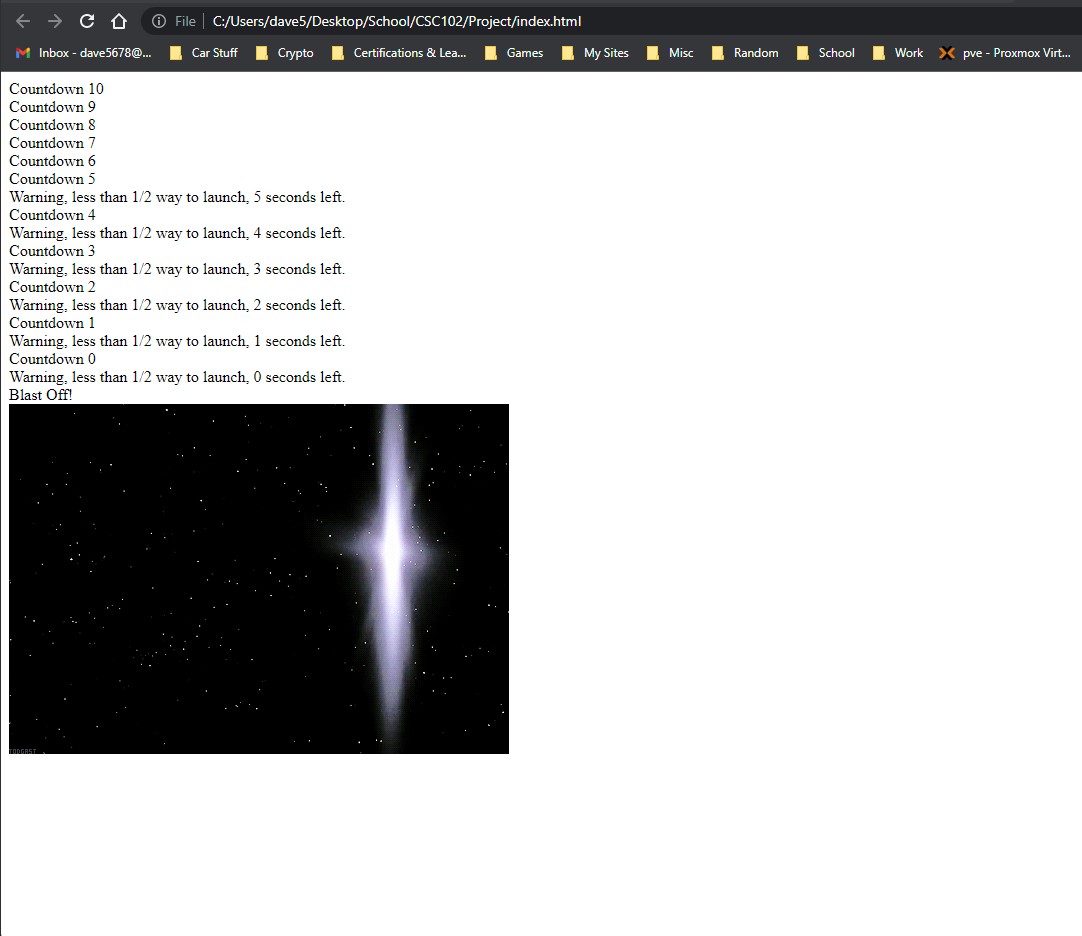 File C:/Users/dave5/Desktop/School/CSC102/Project/index.html
Inbox - dave5678@... Car Stuff Crypto Certifications & Lea... Games My Sites Misc Random School Work pve - Proxmox Virt...
Countdown 10
Countdown 9
Countdown 8
Countdown 7
Countdown 6
Countdown 5
Warning, less than 1/2 way to launch, 5 seconds left.
Countdown 4
Warning, less than 1/2 way to launch, 4 seconds left.
Countdown 3
Warning, less than 1/2 way to launch, 3 seconds left.
Countdown 2
Warning, less than 1/2 way to launch, 2 seconds left.
Countdown 1
Warning, less than 1/2 way to launch, 1 seconds left.
Countdown 0
Warning, less than 1/2 way to launch, 0 seconds left.
Blast Off!